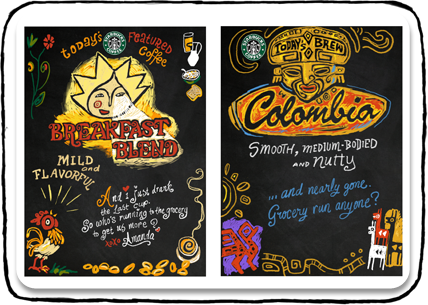 today's Featured
Coffee
BREAKFAST
BLEND
MILD
and
FLAVORFUL
And I just drank
the last cup.
So who's running to the grocery
to get us more?
xoxo Amanda
TODAY'S BREW
Colombia
SMOOTH, MEDIUM-BODIED
AND NUTTY
...and nearly gone.
Grocery run anyone?